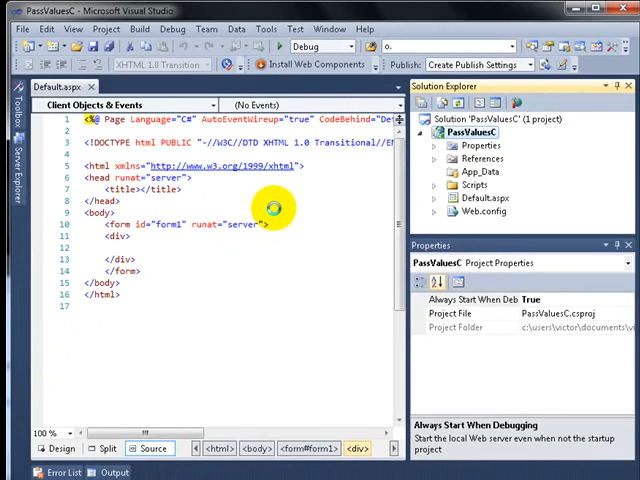 PassValuesC - Microsoft Visual Studio
File Edit View Project Build Debug Team Data Tools Test Window Help
Debug o.
XHTML 1.0 Transition Install Web Components Publish: Create Publish Settings
Default.aspx
Client Objects & Events (No Events)
1 <%@ Page Language="C#" AutoEventWireup="true" CodeBehind="Def
2
3 <!DOCTYPE html PUBLIC "-//W3C//DTD XHTML 1.0 Transitional//EN
4
5 <html xmlns="http://www.w3.org/1999/xhtml">
6 <head runat="server">
7 <title></title>
8 </head>
9 <body>
10 <form id="form1" runat="server">
11 <div>
12
13 </div>
14 </form>
15 </body>
16 </html>
17
100 %
Design Split Source <html> <body> <form#form1> <div>
Error List Output
Toolbox
Server Explorer
Solution Explorer
Solution 'PassValuesC' (1 project)
PassValuesC
Properties
References
App_Data
Scripts
Default.aspx
Web.config
Properties
PassValuesC Project Properties
Always Start When Deb True
Project File PassValuesC.csproj
Project Folder c:\users\victor\documents\vi
Always Start When Debugging
Start the local Web server even when not the startup
project